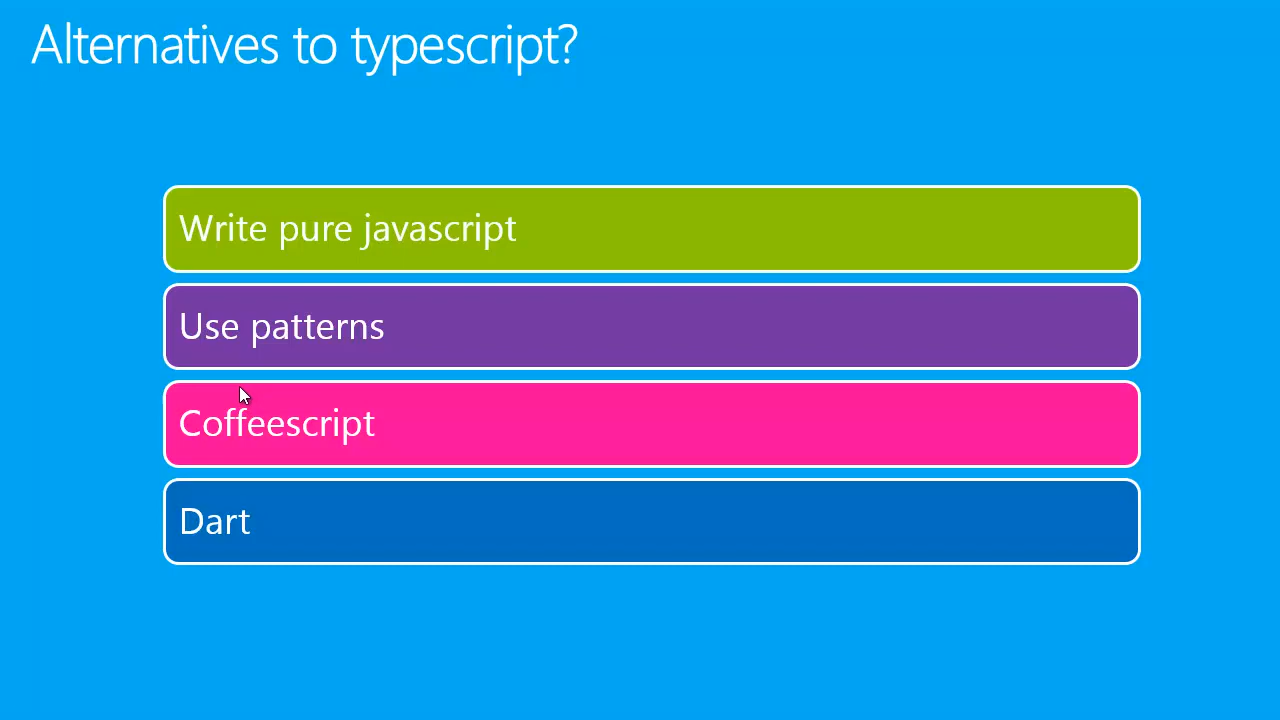 Alternatives to typescript?
Write pure javascript
Use patterns
Coffeescript
Dart